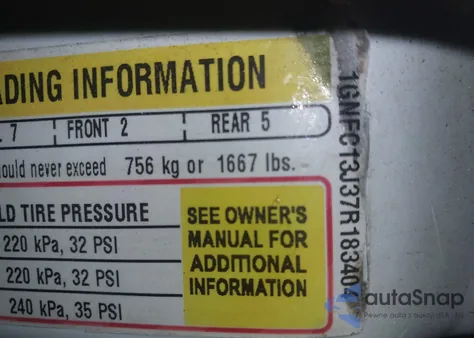 ADING INFORMATION
. 7 FRONT 2 REAR 5
ould never exceed 756 kg or 1667 lbs.
LD TIRE PRESSURE
220 kPa, 32 PSI
220 kPa, 32 PSI
240 kPa, 35 PSI
SEE OWNER'S
MANUAL FOR
ADDITIONAL
INFORMATION
1GNFC13J37R18340
autaSnap